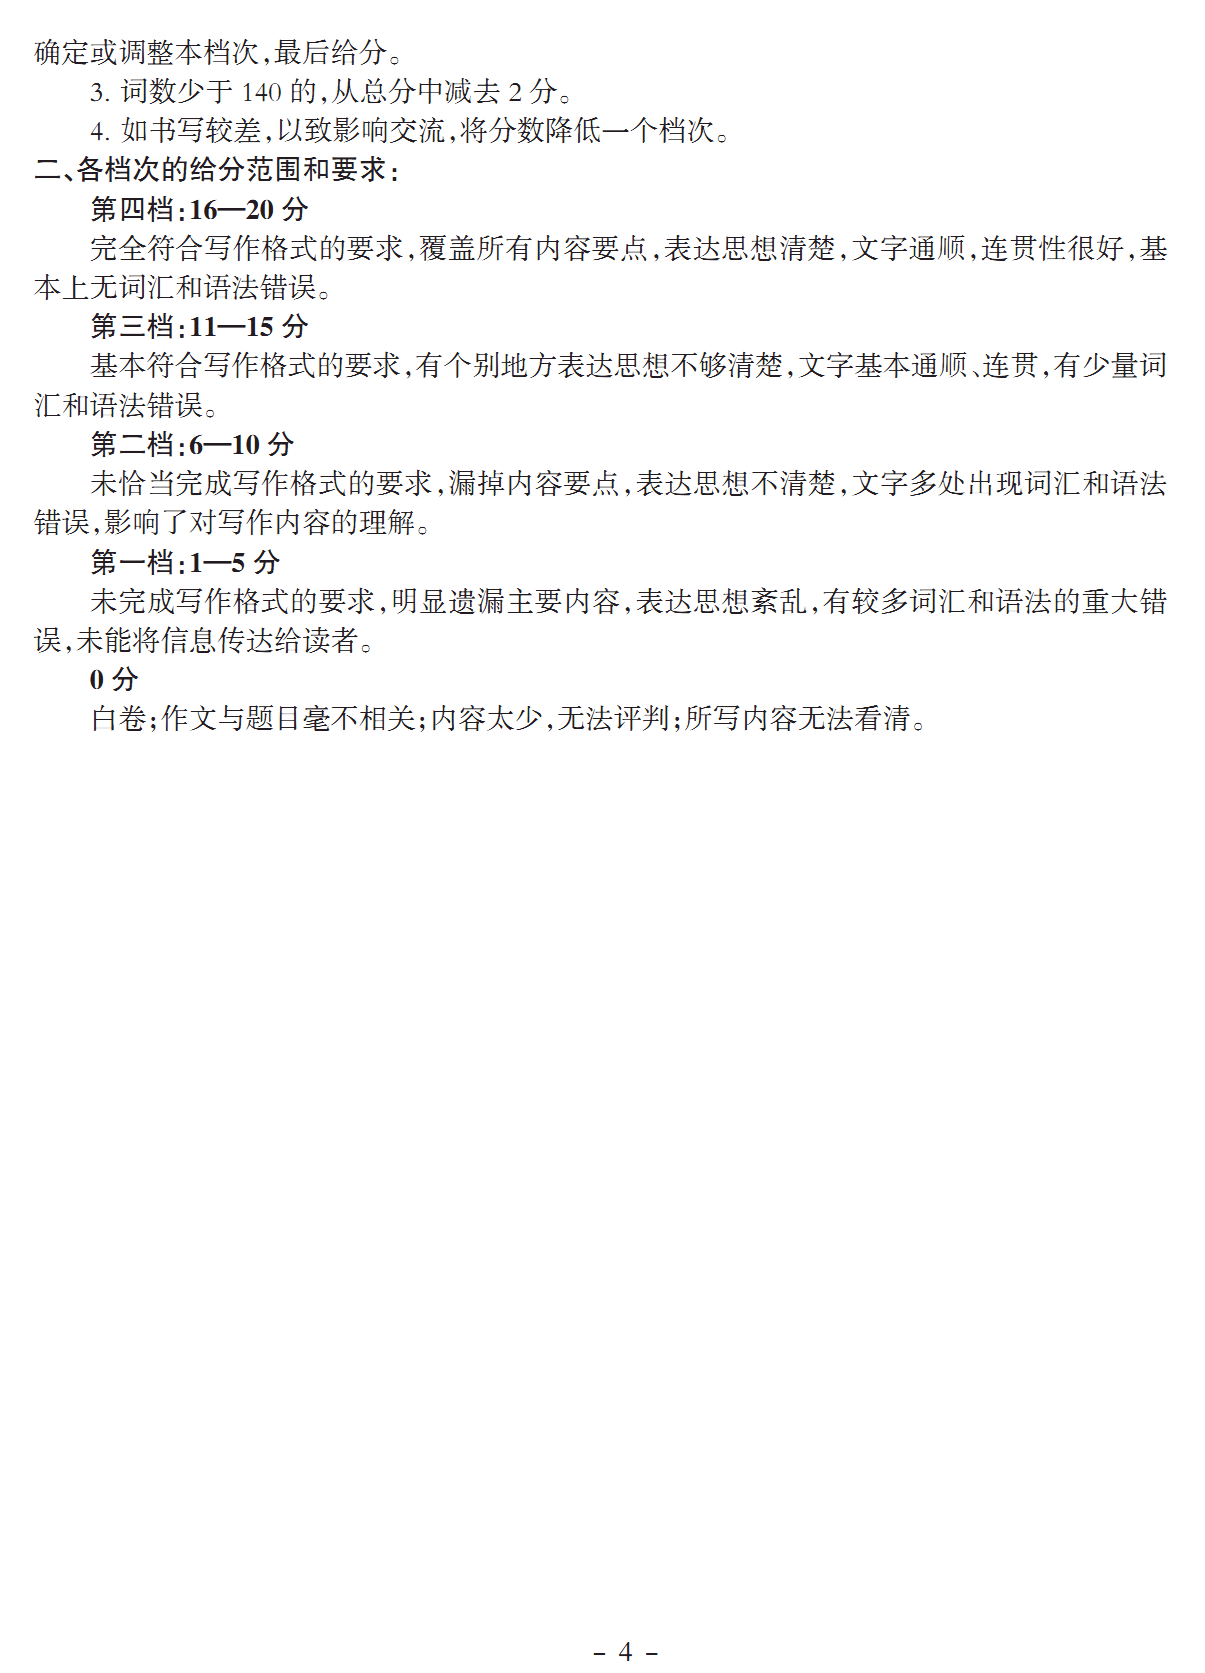 确定或调整本档次,最后给分。
3. 词数少于 140 的,从总分中减去 2 分。
4. 如书写较差,以致影响交流,将分数降低一个档次。
二、各档次的给分范围和要求:
第四档:16—20 分
完全符合写作格式的要求,覆盖所有内容要点,表达思想清楚,文字通顺,连贯性很好,基
本上无词汇和语法错误。
第三档:11—15 分
基本符合写作格式的要求,有个别地方表达思想不够清楚,文字基本通顺、连贯,有少量词
汇和语法错误。
第二档:6—10 分
未恰当完成写作格式的要求,漏掉内容要点,表达思想不清楚,文字多处出现词汇和语法
错误,影响了对写作内容的理解。
第一档:1—5 分
未完成写作格式的要求,明显遗漏主要内容,表达思想紊乱,有较多词汇和语法的重大错
误,未能将信息传达给读者。
0 分
白卷;作文与题目毫不相关;内容太少,无法评判;所写内容无法看清。
- 4 -